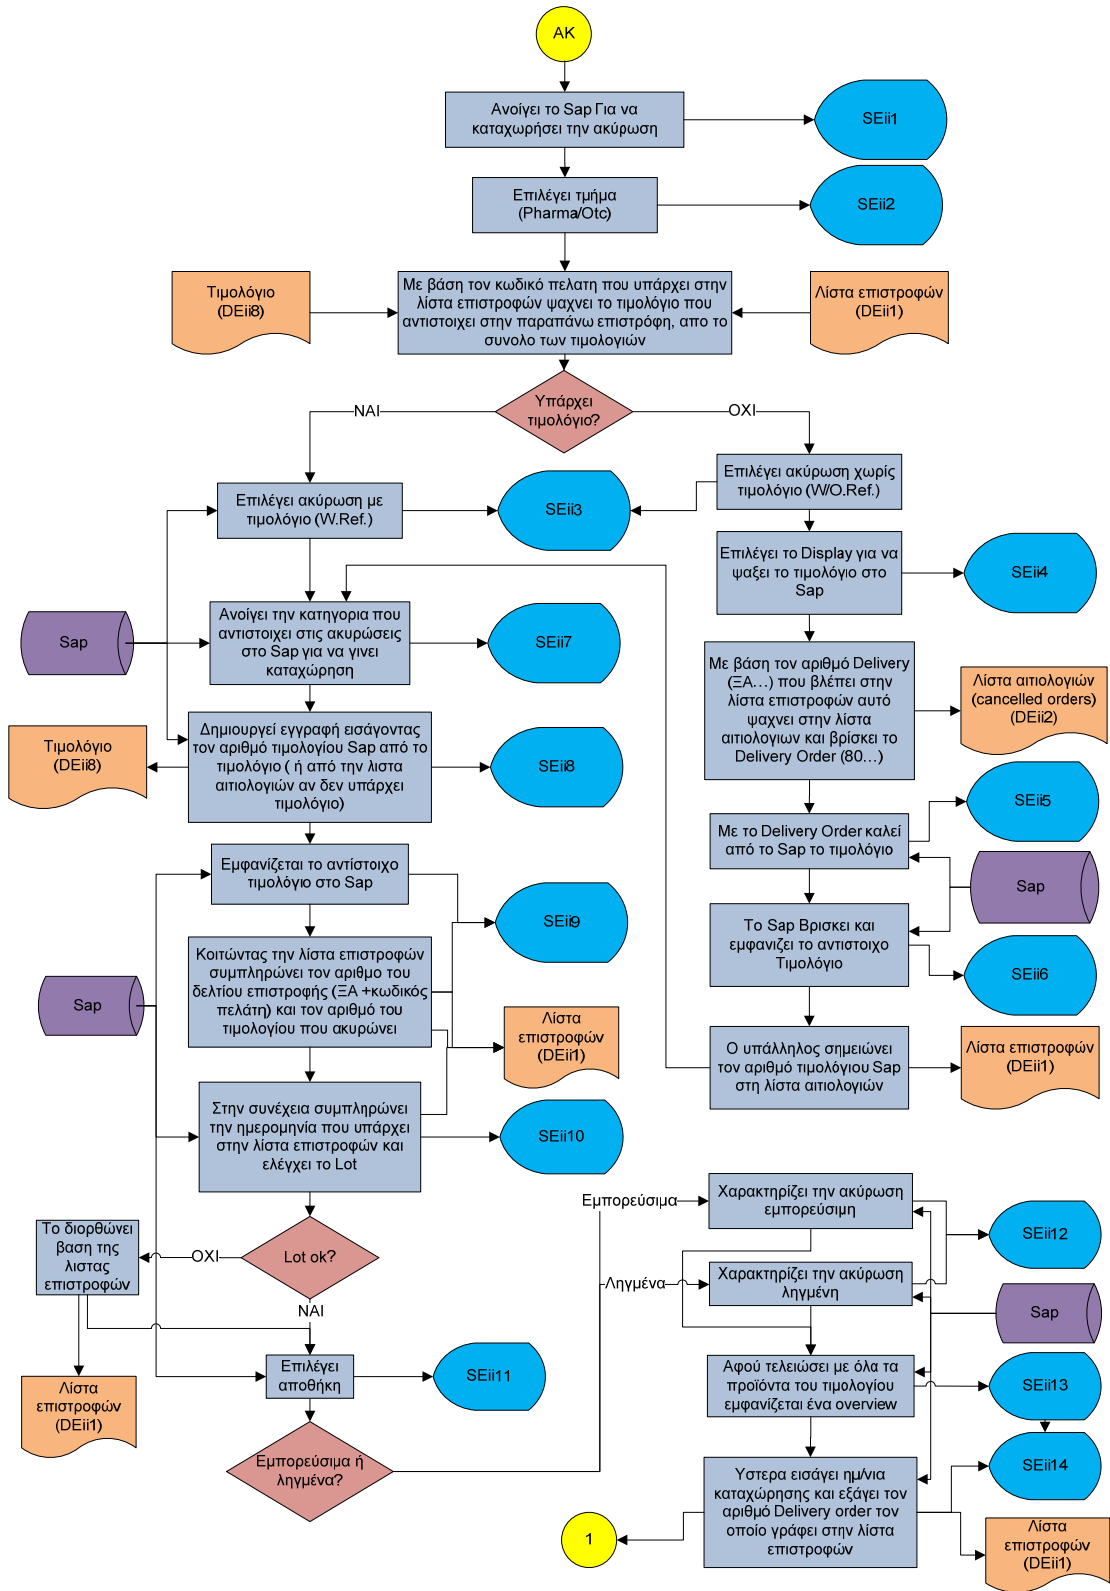 AK
Ανοίγει το Sap Για να
καταχωρήσει την ακύρωση
SEii1
Επιλέγει τμήμα
(Pharma/Otc)
SEii2
Τιμολόγιο
(DEii8)
Με βάση τον κωδικό πελατη που υπάρχει στην
λίστα επιστροφών ψαχνει το τιμολόγιο που
αντιστοιχει στην παραπάνω επιστρόφη, απο το
συνολο των τιμολογιών
Λίστα επιστροφών
(DEii1)
Υπάρχει
τιμολόγιο?
ΝΑΙ
ΟΧΙ
Επιλέγει ακύρωση με
τιμολόγιο (W.Ref.)
SEii3
Επιλέγει ακύρωση χωρίς
τιμολόγιο (W/O.Ref.)
Επιλέγει το Display για να
ψαξει το τιμολόγιο στο
Sap
SEii4
Sap
Ανοίγει την κατηγορια που
αντιστοιχει στις ακυρώσεις
στο Sap για να γινει
καταχώρηση
SEii7
Με βάση τον αριθμό Delivery
(ΞΑ...) που βλέπει στην
λίστα επιστροφών αυτό
ψαχνει στην λίστα
αιτιολογιων και βρίσκει το
Delivery Order (80...)
Λίστα αιτιολογιών
(cancelled orders)
(DEii2)
Τιμολόγιο
(DEii8)
Δημιουργεί εγγραφή εισάγοντας
τον αριθμό τιμολογίου Sap από το
τιμολόγιο ( ή από την λιστα
αιτιολογιών αν δεν υπάρχει
τιμολόγιο)
SEii8
Με το Delivery Order καλεί
από το Sap το τιμολόγιο
SEii5
Εμφανίζεται το αντίστοιχο
τιμολόγιο στο Sap
Sap
SEii9
Το Sap Βρισκει και
εμφανιζει το αντιστοιχο
Τιμολόγιο
SEii6
Κοιτώντας την λίστα επιστροφών
συμπληρώνει τον αριθμο του
δελτίου επιστροφής (ΞΑ +κωδικός
πελάτη) και τον αριθμό του
τιμολογίου που ακυρώνει
Sap
Λίστα
επιστροφών
(DEii1)
Ο υπάλληλος σημειώνει
τον αριθμό τιμολόγιου Sap
στη λίστα αιτιολογιών
Λίστα επιστροφών
(DEii1)
Στην συνέχεια συμπληρώνει
την ημερομηνία που υπάρχει
στην λίστα επιστροφών και
ελέγχει το Lot
SEii10
Εμπορεύσιμα
Χαρακτηρίζει την ακύρωση
εμπορεύσιμη
SEii12
Το διορθώνει
βαση της
λιστας
επιστροφών
ΟΧΙ
Lot ok?
Ληγμένα
Χαρακτηρίζει την ακύρωση
ληγμένη
Sap
ΝΑΙ
Λίστα
επιστροφών
(DEii1)
Επιλέγει
αποθήκη
SEii11
Αφού τελειώσει με όλα τα
προϊόντα του τιμολογίου
εμφανίζεται ένα overview
SEii13
Εμπορεύσιμα ή
ληγμένα?
SEii14
Υστερα εισάγει ημ/νια
καταχώρησης και εξάγει τον
αριθμό Delivery order τον
οποίο γράφει στην λίστα
επιστροφών
1
Λίστα
επιστροφών
(DEii1)